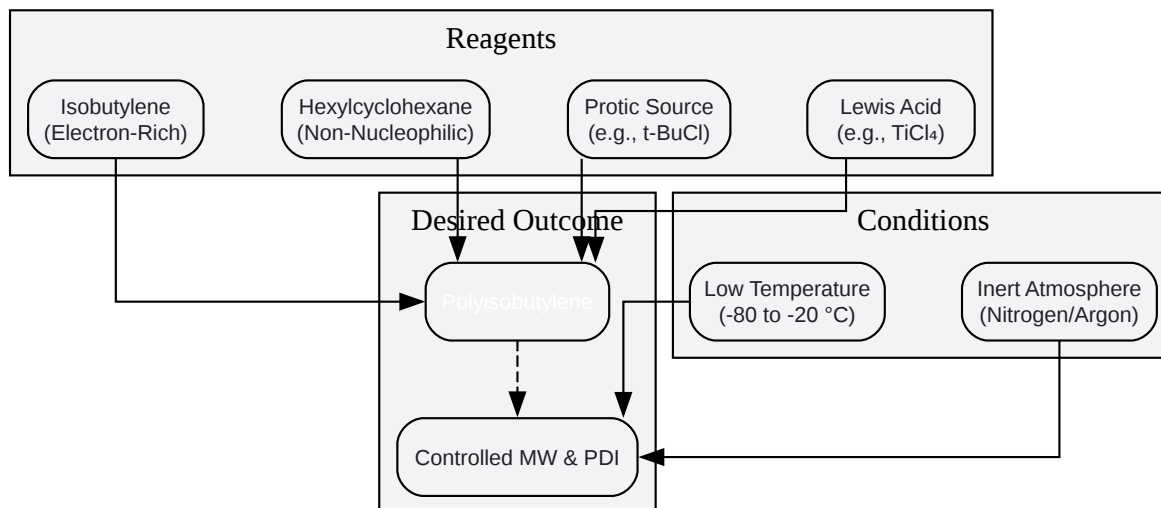 Reagents
Isobutylene
(Electron-Rich)
Hexylcyclohexane
(Non-Nucleophilic)
Protic Source
(e.g., t-BuCl)
Lewis Acid
(e.g., TiCl₄)
Desired Outcome
Polyisobutylene
Controlled MW & PDI
Conditions
Low Temperature
(-80 to -20 °C)
Inert Atmosphere
(Nitrogen/Argon)